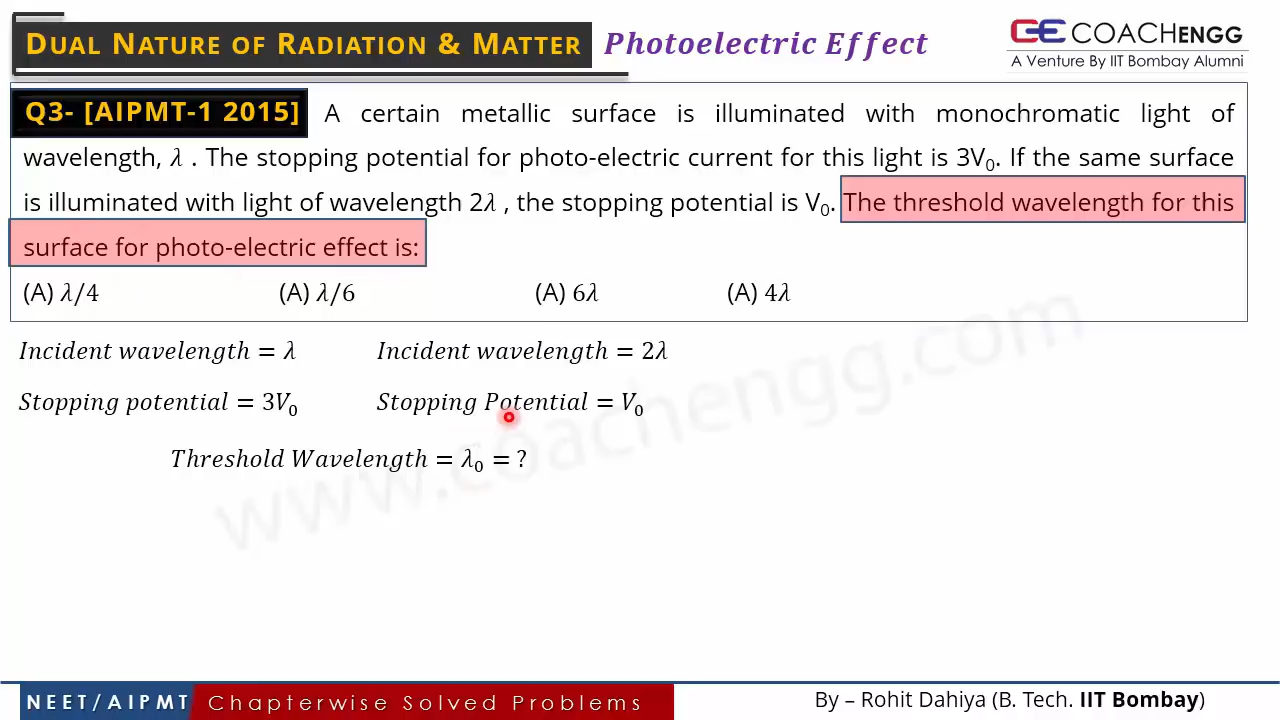 DUAL NATURE OF RADIATION & MATTER Photoelectric Effect
CE COACHENGG
A Venture By IIT Bombay Alumni
Q3- [AIPMT-1 2015] A certain metallic surface is illuminated with monochromatic light of
wavelength, λ . The stopping potential for photo-electric current for this light is 3V₀. If the same surface
is illuminated with light of wavelength 2λ , the stopping potential is V₀. The threshold wavelength for this
surface for photo-electric effect is:
(A) λ/4 (A) λ/6 (A) 6λ (A) 4λ
Incident wavelength = λ Incident wavelength = 2λ
Stopping potential = 3V₀ Stopping Potential = V₀
Threshold Wavelength = λ₀ = ?
www.coachengg.com
NEET/AIPMT Chapterwise Solved Problems By – Rohit Dahiya (B. Tech. IIT Bombay)